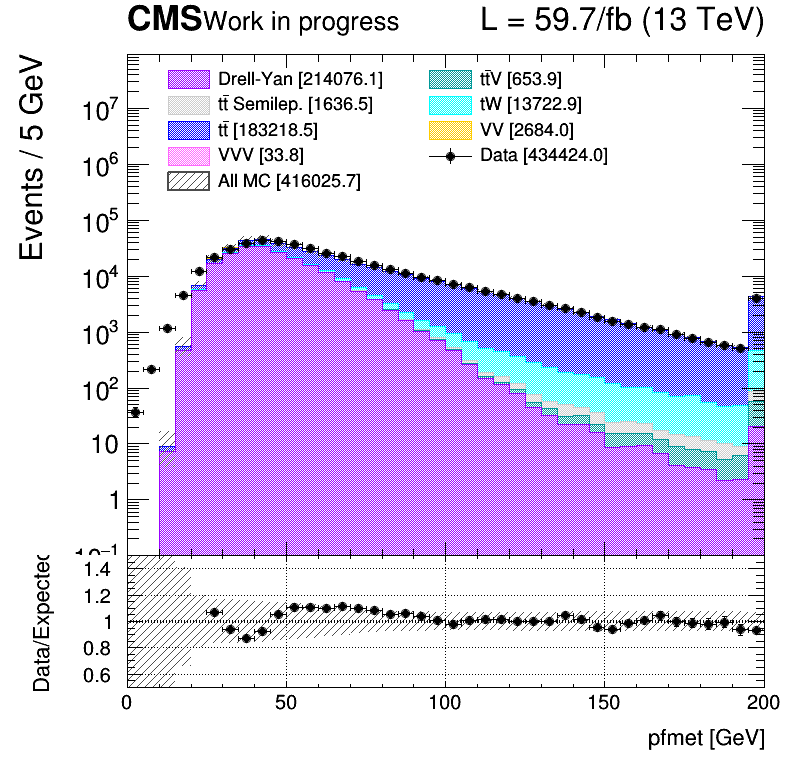 CMS Work in progress L = 59.7/fb (13 TeV)
Events / 5 GeV
Drell-Yan [214076.1]
tt̄ Semilep. [1636.5]
tt̄ [183218.5]
VVV [33.8]
All MC [416025.7]
tt̄V [653.9]
tW [13722.9]
VV [2684.0]
Data [434424.0]
10⁷
10⁶
10⁵
10⁴
10³
10²
10
1
10⁻¹
Data/Expected
1.4
1.2
1
0.8
0.6
0 50 100 150 200
pfmet [GeV]